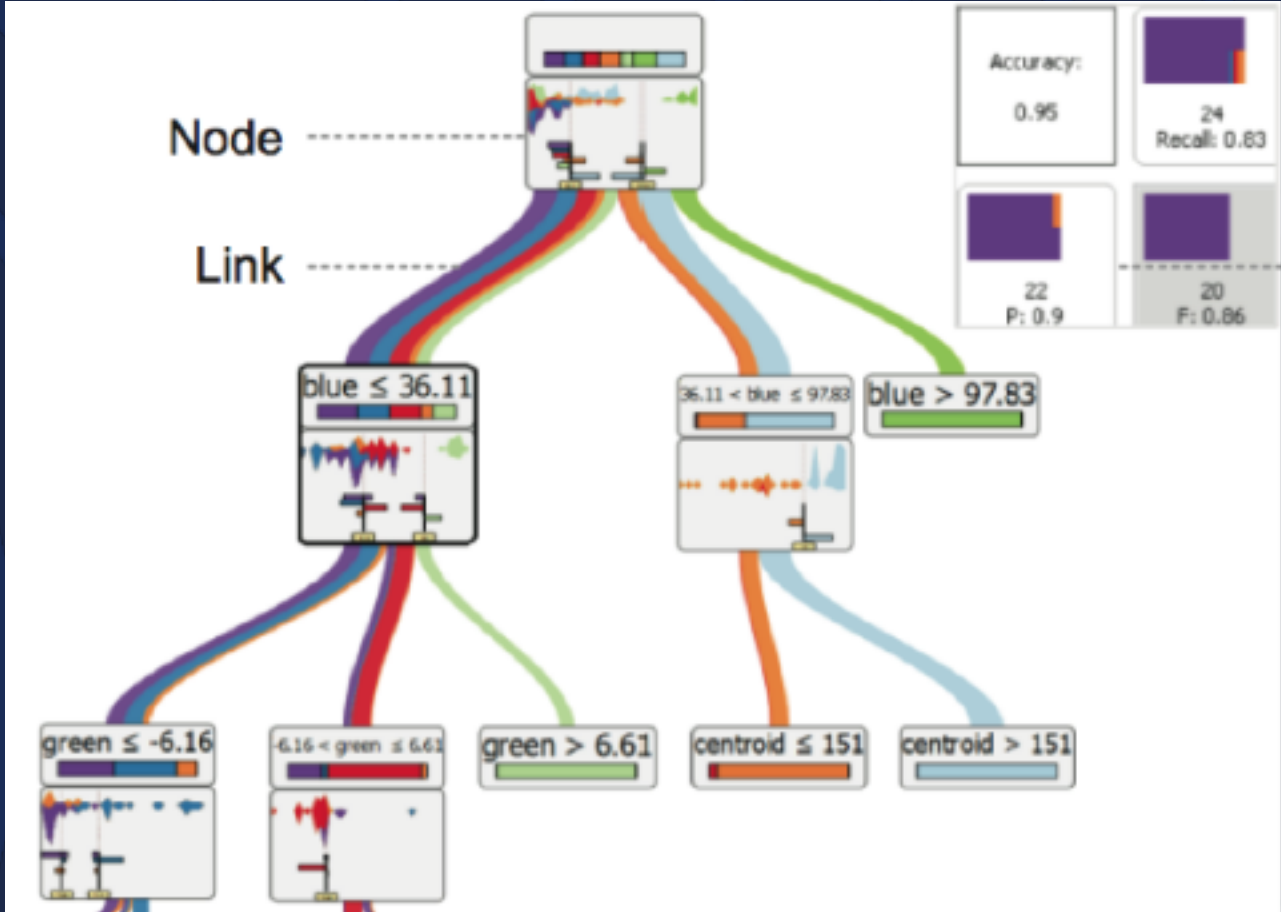 Node
Link
Accuracy:
0.95
24
Recall: 0.83
22
P: 0.9
20
F: 0.86
blue ≤ 36.11
36.11 < blue ≤ 97.83
blue > 97.83
green ≤ -6.16
-6.16 < green ≤ 6.61
green > 6.61
centroid ≤ 151
centroid > 151